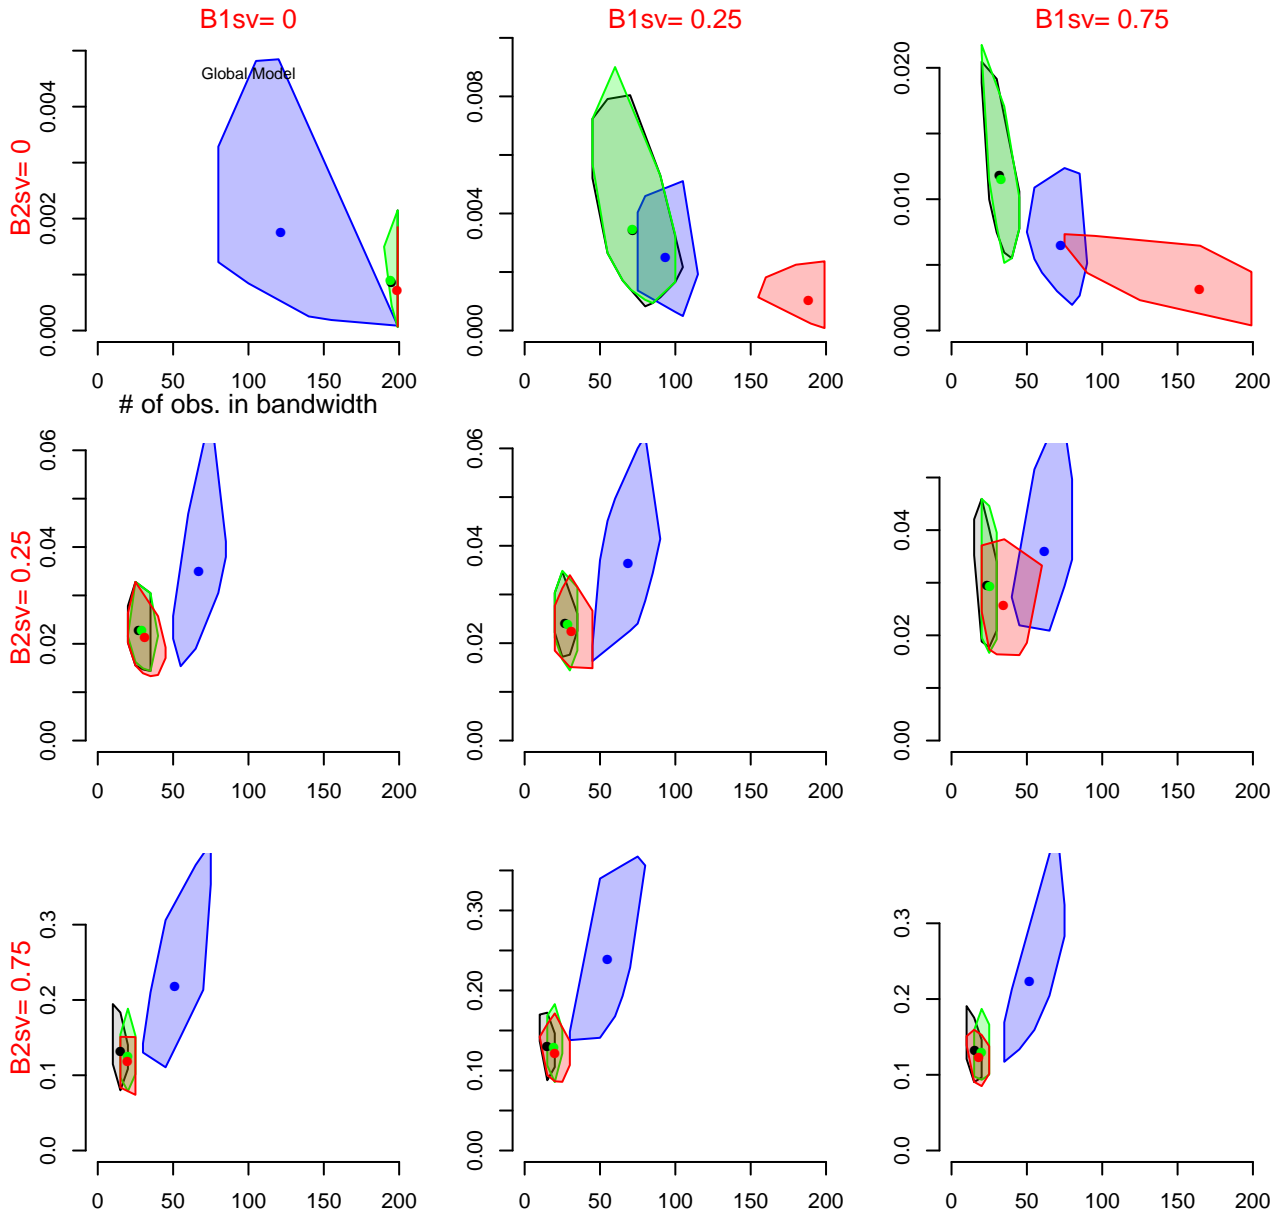 B1sv= 0 B1sv= 0.25 B1sv= 0.75
B2sv= 0
0.000 0.002 0.004
Global Model
0 50 100 150 200
# of obs. in bandwidth
0.000 0.004 0.008
0 50 100 150 200
0.000 0.010 0.020
0 50 100 150 200
B2sv= 0.25
0.00 0.02 0.04 0.06
0 50 100 150 200
0.00 0.02 0.04 0.06
0 50 100 150 200
0.00 0.02 0.04
0 50 100 150 200
B2sv= 0.75
0.0 0.1 0.2 0.3
0 50 100 150 200
0.00 0.10 0.20 0.30
0 50 100 150 200
0.0 0.1 0.2 0.3
0 50 100 150 200